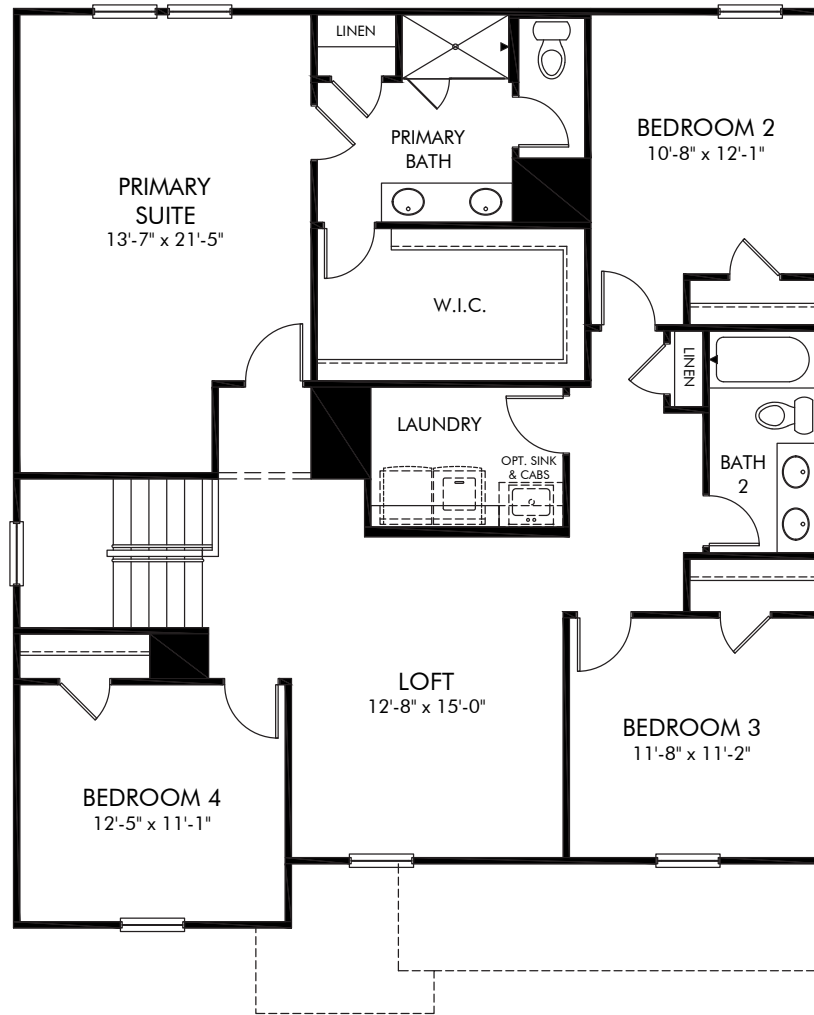 LINEN
PRIMARY
BATH
BEDROOM 2
10'-8" x 12'-1"
PRIMARY
SUITE
13'-7" x 21'-5"
W.I.C.
LINEN
LAUNDRY
OPT. SINK
& CABS
BATH
2
LOFT
12'-8" x 15'-0"
BEDROOM 3
11'-8" x 11'-2"
BEDROOM 4
12'-5" x 11'-1"